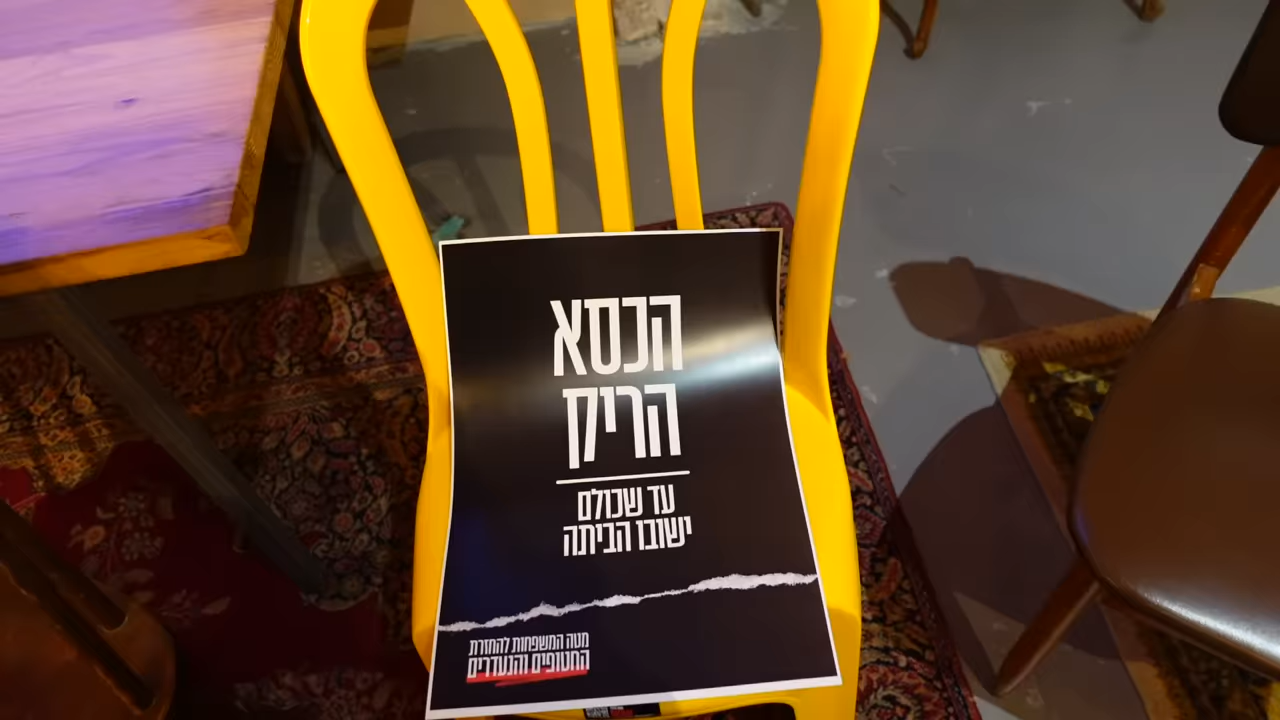 הכסא
הריק
עד שכולם
ישובו הביתה
מטה המשפחות להחזרת
החטופים והנעדרים